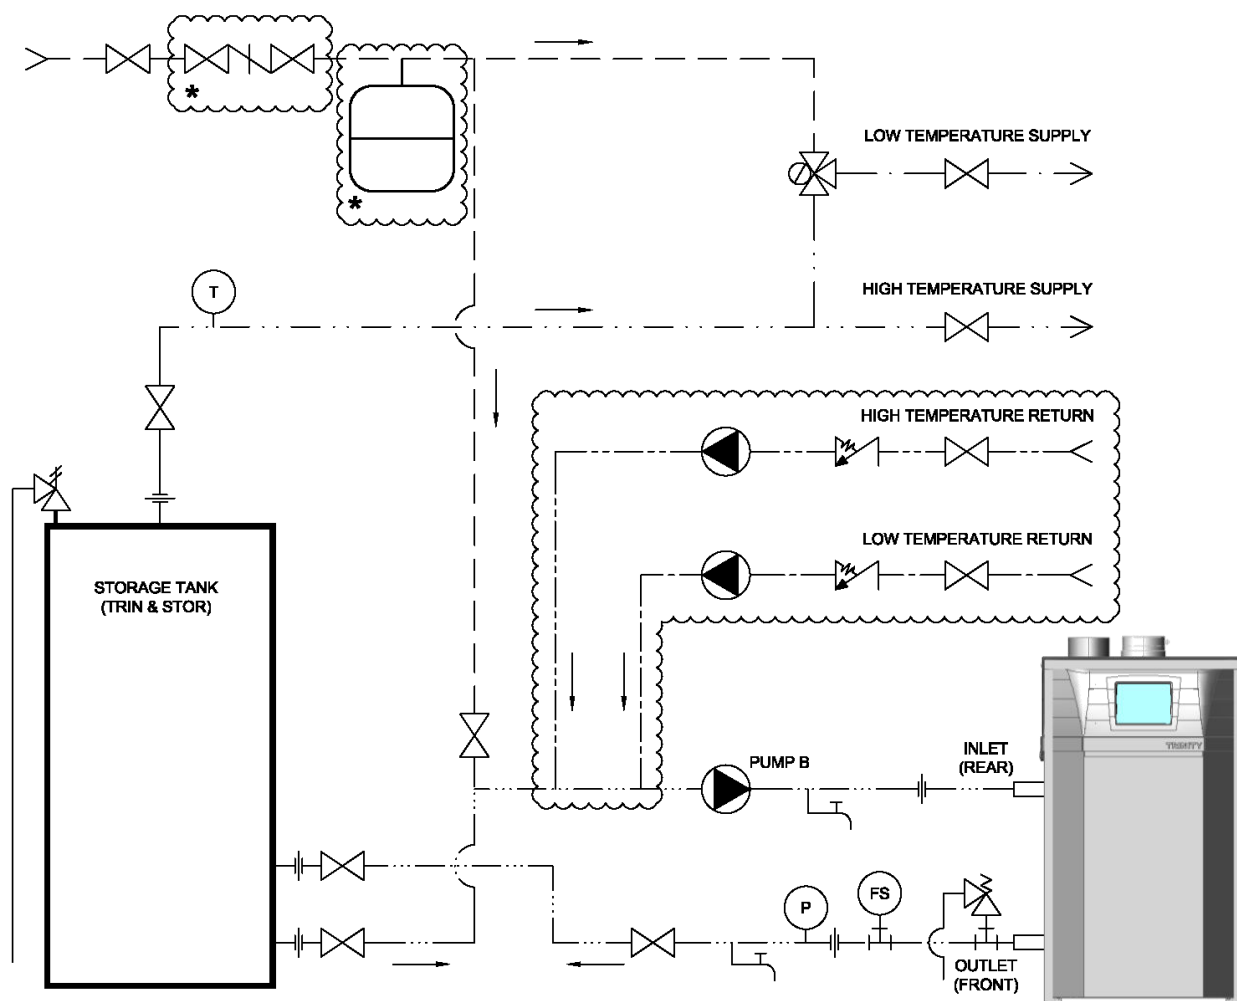 *
*
LOW TEMPERATURE SUPPLY
T
HIGH TEMPERATURE SUPPLY
HIGH TEMPERATURE RETURN
LOW TEMPERATURE RETURN
STORAGE TANK
(TRIN & STOR)
PUMP B
INLET
(REAR)
TRINITY
P
FS
OUTLET
(FRONT)